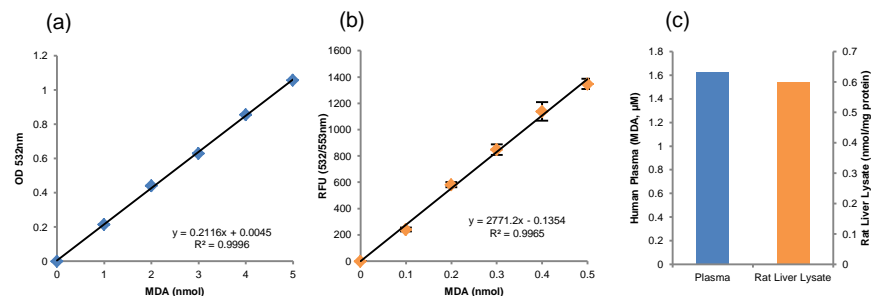 (a)
1.2
1
0.8
0.6
0.4
0.2
0
OD 532nm
y = 0.2116x + 0.0045
R² = 0.9996
0 1 2 3 4 5
MDA (nmol)
(b)
1600
1400
1200
1000
800
600
400
200
0
RFU (532/553nm)
y = 2771.2x - 0.1354
R² = 0.9965
0 0.1 0.2 0.3 0.4 0.5
MDA (nmol)
(c)
1.8
1.6
1.4
1.2
1
0.8
0.6
0.4
0.2
0
Human Plasma (MDA, µM)
0.7
0.6
0.5
0.4
0.3
0.2
0.1
0
Rat Liver Lysate (nmol/mg protein)
Plasma Rat Liver Lysate